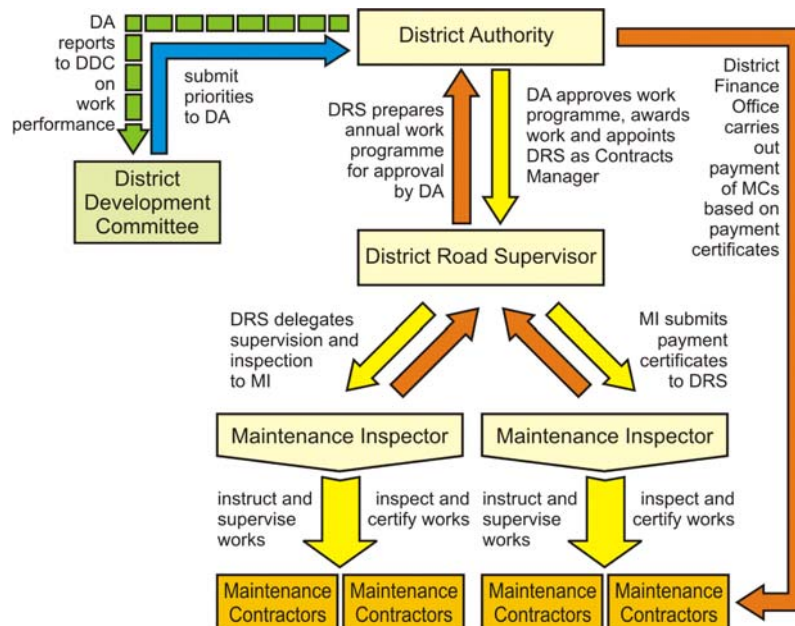 DA
reports
to DDC
on
work
performance
submit
priorities
to DA
District Authority
District
Development
Committee
DRS prepares
annual work
programme
for approval
by DA
DA approves work
programme, awards
work and appoints
DRS as Contracts
Manager
District
Finance
Office
carries
out
payment
of MCs
based on
payment
certificates
District Road Supervisor
DRS delegates
supervision and
inspection
to MI
MI submits
payment
certificates
to DRS
Maintenance Inspector
Maintenance Inspector
instruct and
supervise
works
inspect and
certify works
instruct and
supervise
works
inspect and
certify works
Maintenance
Contractors
Maintenance
Contractors
Maintenance
Contractors
Maintenance
Contractors